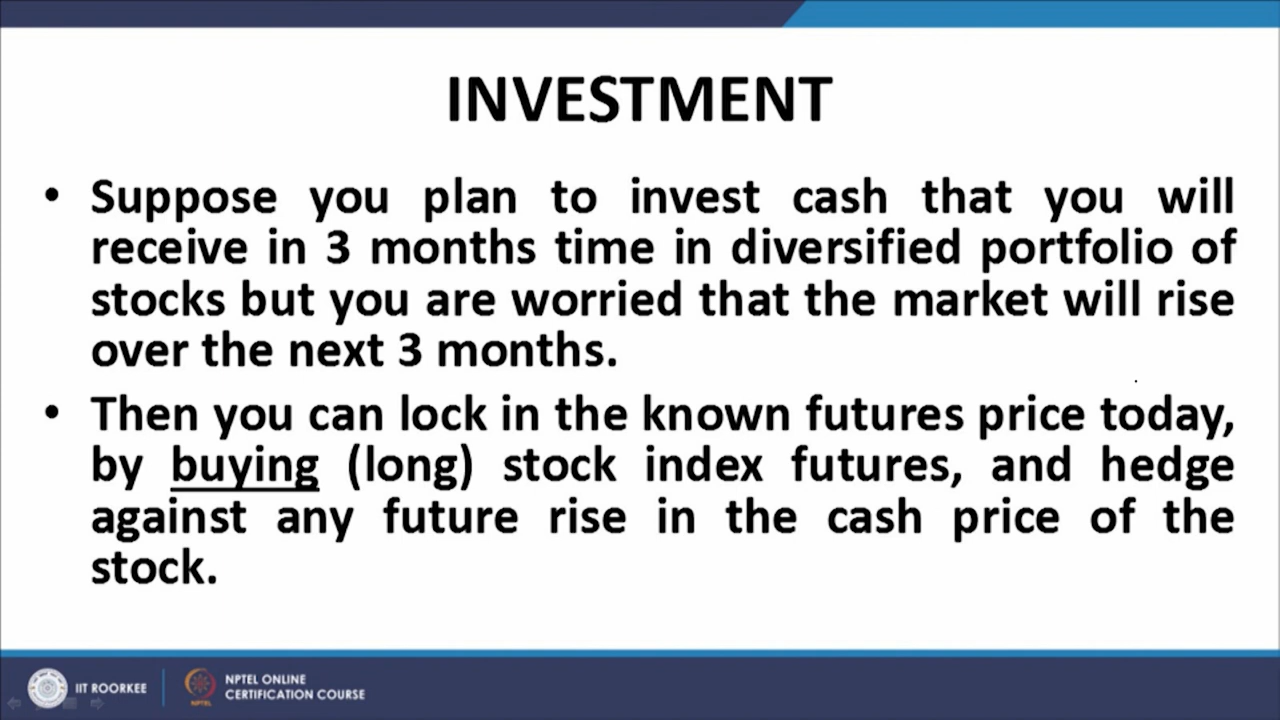 INVESTMENT
• Suppose you plan to invest cash that you will
receive in 3 months time in diversified portfolio of
stocks but you are worried that the market will rise
over the next 3 months.
• Then you can lock in the known futures price today,
by buying (long) stock index futures, and hedge
against any future rise in the cash price of the
stock.
IIT ROORKEE
NPTEL ONLINE
CERTIFICATION COURSE
NPTEL